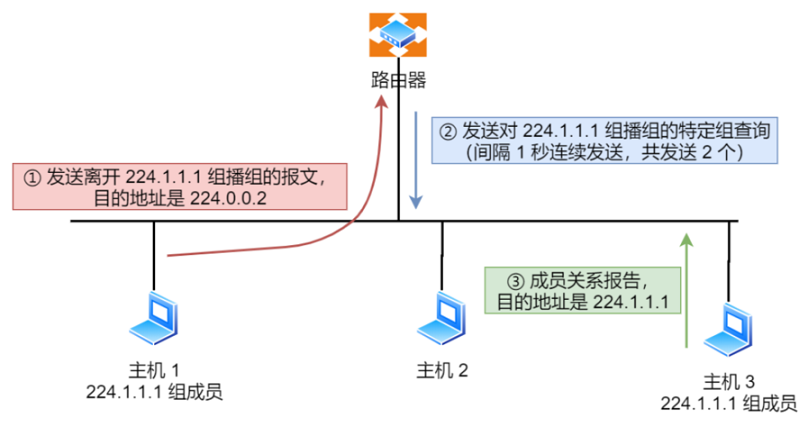 路由器
② 发送对 224.1.1.1 组播组的特定组查询
（间隔 1 秒连续发送，共发送 2 个）
① 发送离开 224.1.1.1 组播组的报文，
目的地址是 224.0.0.2
③ 成员关系报告，
目的地址是 224.1.1.1
主机 1
224.1.1.1 组成员
主机 2
主机 3
224.1.1.1 组成员